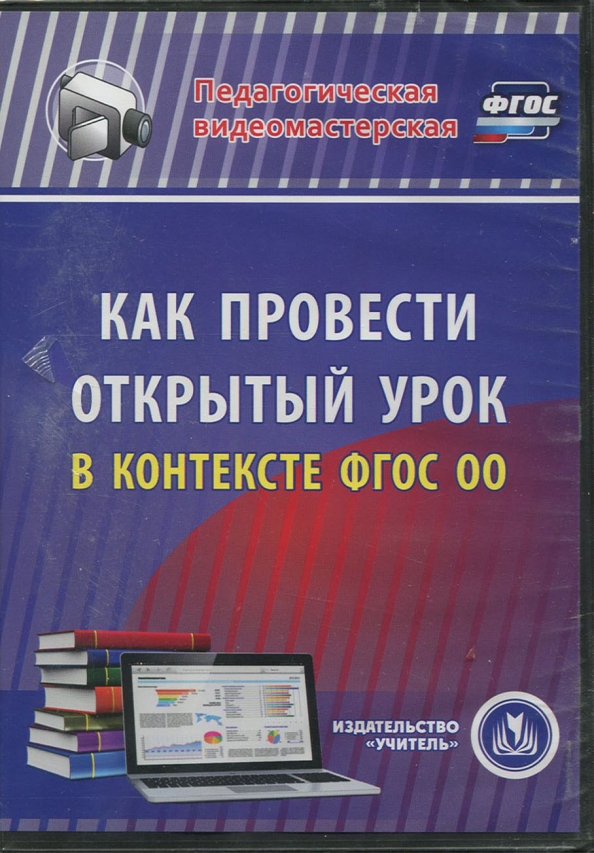 Педагогическая
видеомастерская
ФГОС
КАК ПРОВЕСТИ
ОТКРЫТЫЙ УРОК
В КОНТЕКСТЕ ФГОС ОО
ИЗДАТЕЛЬСТВО
«УЧИТЕЛЬ»